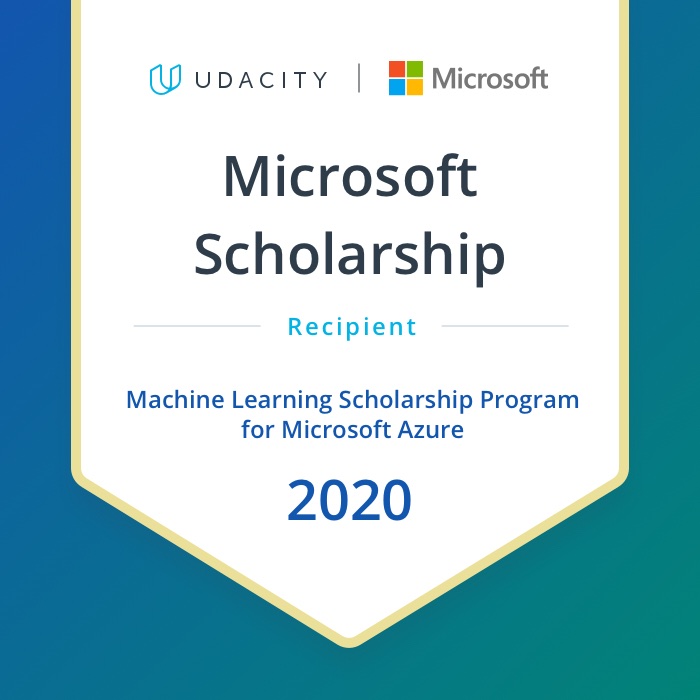 UDACITY | Microsoft
Microsoft
Scholarship
Recipient
Machine Learning Scholarship Program
for Microsoft Azure
2020